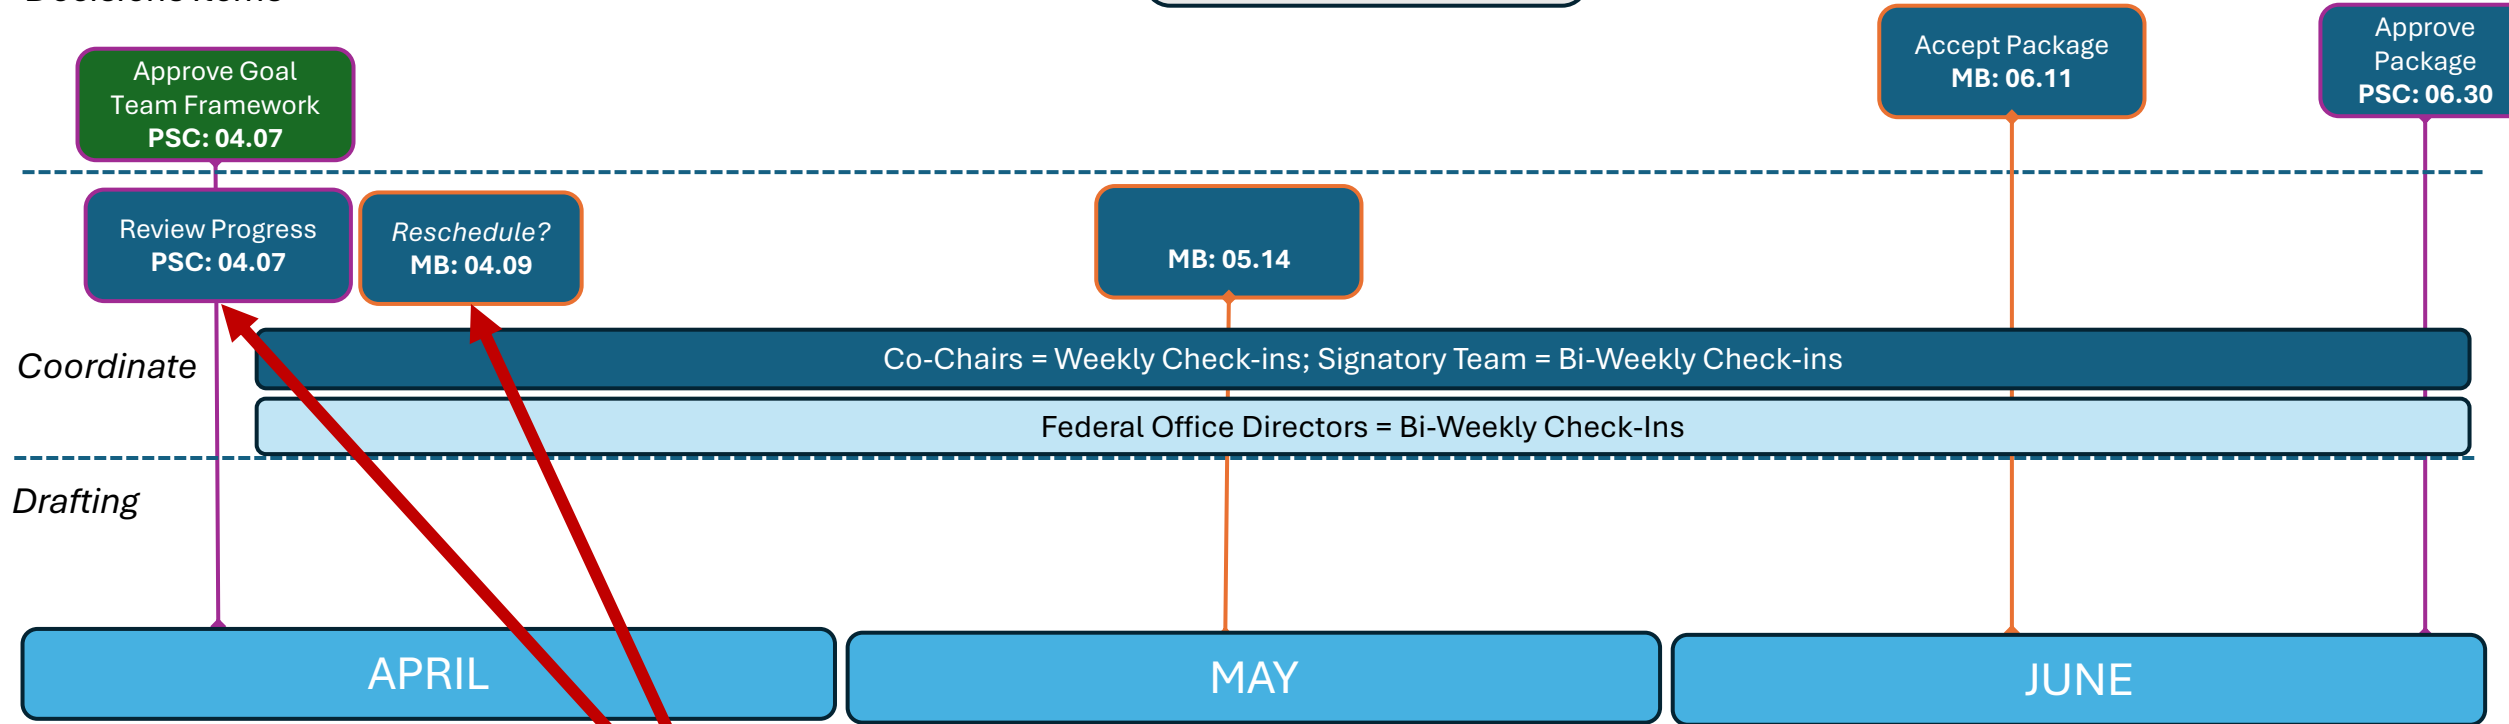 Decisions Items
Approve Goal
Team Framework
PSC: 04.07
Accept Package
MB: 06.11
Approve
Package
PSC: 06.30
Review Progress
PSC: 04.07
Reschedule?
MB: 04.09
MB: 05.14
Coordinate
Co-Chairs = Weekly Check-ins; Signatory Team = Bi-Weekly Check-ins
Federal Office Directors = Bi-Weekly Check-Ins
Drafting
APRIL
MAY
JUNE